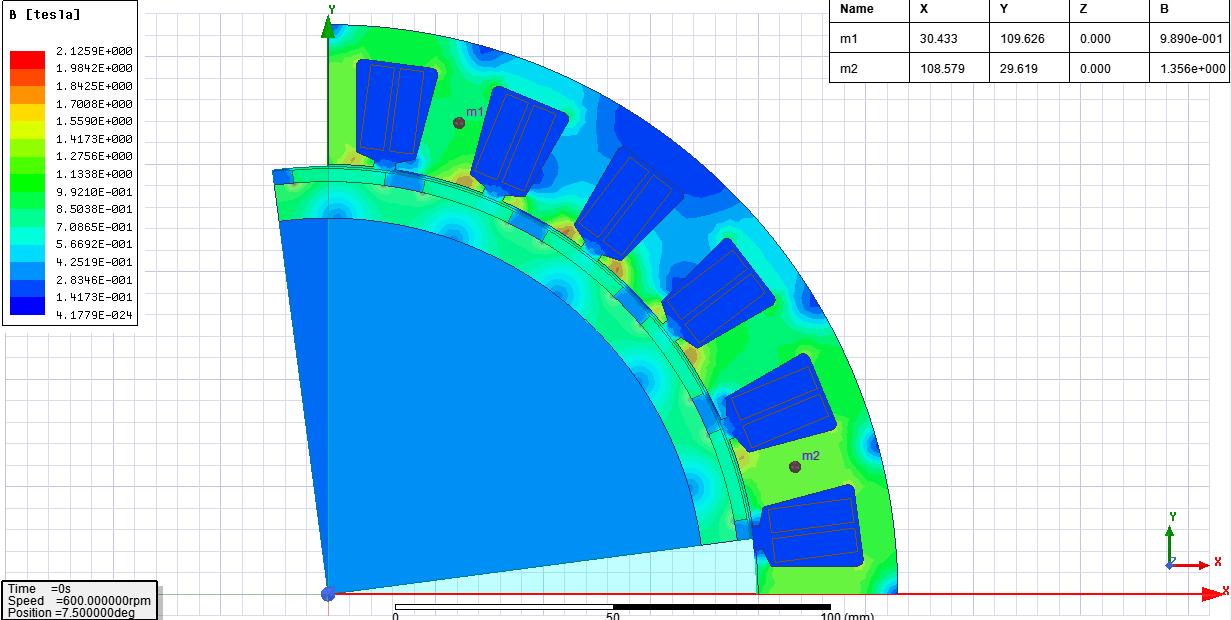 B [tesla]
2.1259E+000
1.9842E+000
1.8425E+000
1.7008E+000
1.5590E+000
1.4173E+000
1.2756E+000
1.1338E+000
9.9210E-001
8.5038E-001
7.0865E-001
5.6692E-001
4.2519E-001
2.8346E-001
1.4173E-001
4.1779E-024
Y
Name X Y Z B
m1 30.433 109.626 0.000 9.890e-001
m2 108.579 29.619 0.000 1.356e+000
m1
m2
Y
Z
X
X
Time =0s
Speed =600.000000rpm
Position =7.500000deg
0 50 100 (mm)